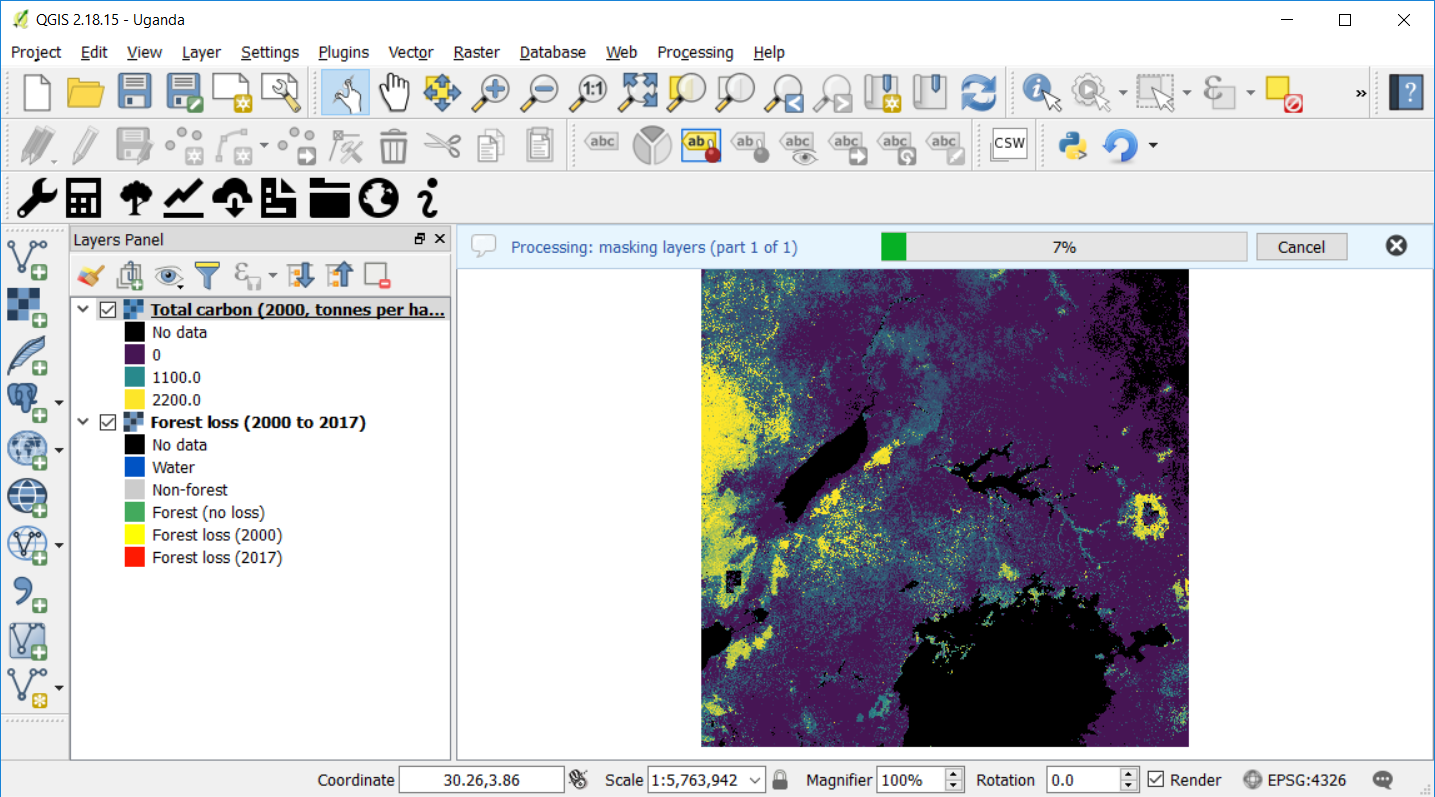 QGIS 2.18.15 - Uganda
Project Edit View Layer Settings Plugins Vector Raster Database Web Processing Help
1:1
?
abc ab ab abc abc abc abc CSW
Layers Panel
Processing: masking layers (part 1 of 1) 7% Cancel
Total carbon (2000, tonnes per ha...
No data
0
1100.0
2200.0
Forest loss (2000 to 2017)
No data
Water
Non-forest
Forest (no loss)
Forest loss (2000)
Forest loss (2017)
Coordinate 30.26,3.86 Scale 1:5,763,942 Magnifier 100% Rotation 0.0 Render EPSG:4326